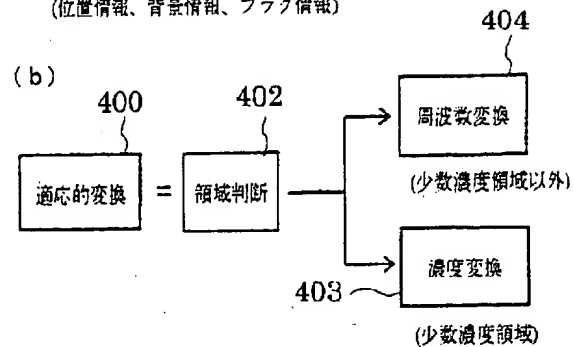 (位置情報、背景情報、フラグ情報)
(b)
400
402
404
適応的変換
=
領域判断
周波数変換
(少数濃度領域以外)
濃度変換
403
(少数濃度領域)